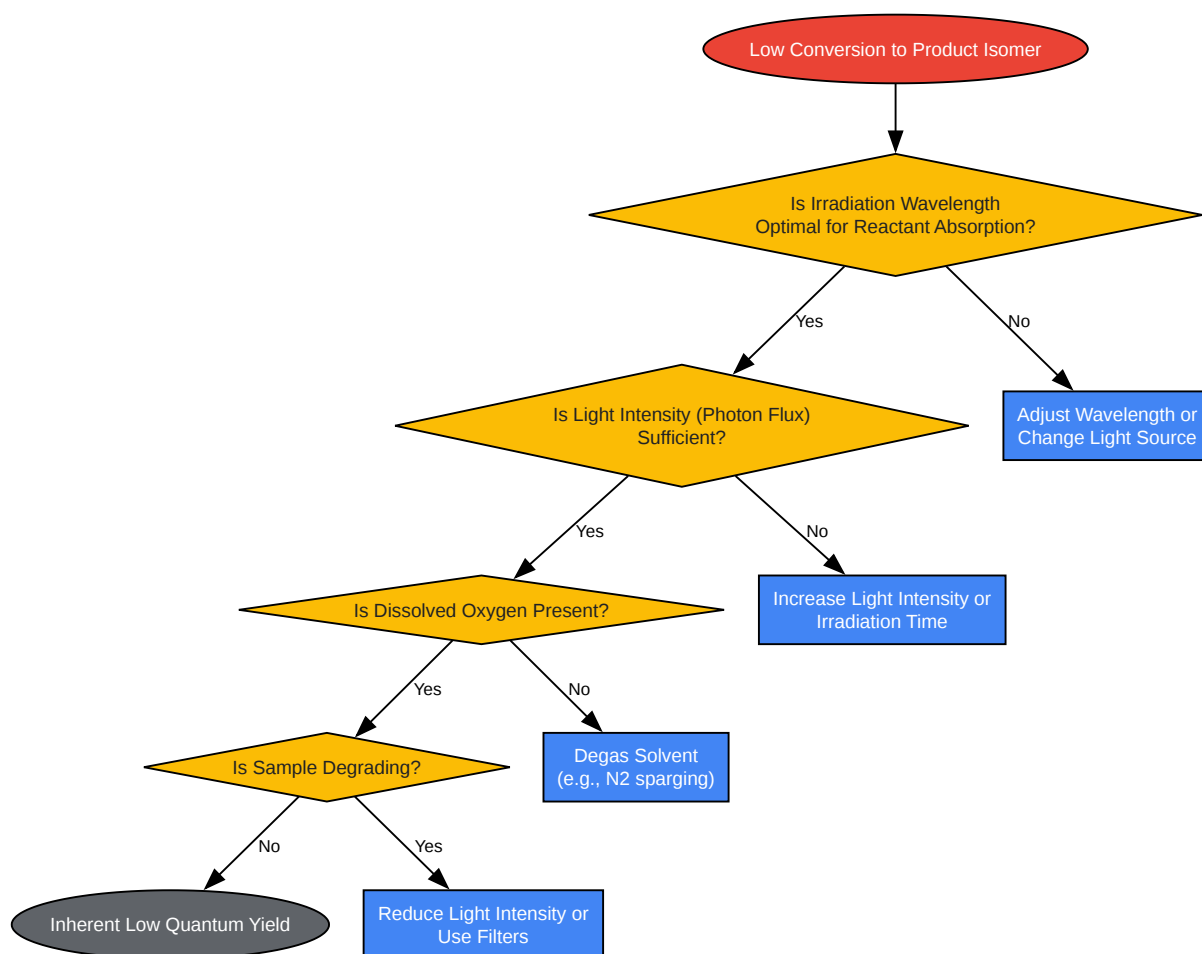 Low Conversion to Product Isomer
Is Irradiation Wavelength
Optimal for Reactant Absorption?
Yes
No
Is Light Intensity (Photon Flux)
Sufficient?
Adjust Wavelength or
Change Light Source
Yes
No
Is Dissolved Oxygen Present?
Increase Light Intensity or
Irradiation Time
Yes
No
Is Sample Degrading?
Degas Solvent
(e.g., N2 sparging)
No
Yes
Inherent Low Quantum Yield
Reduce Light Intensity or
Use Filters